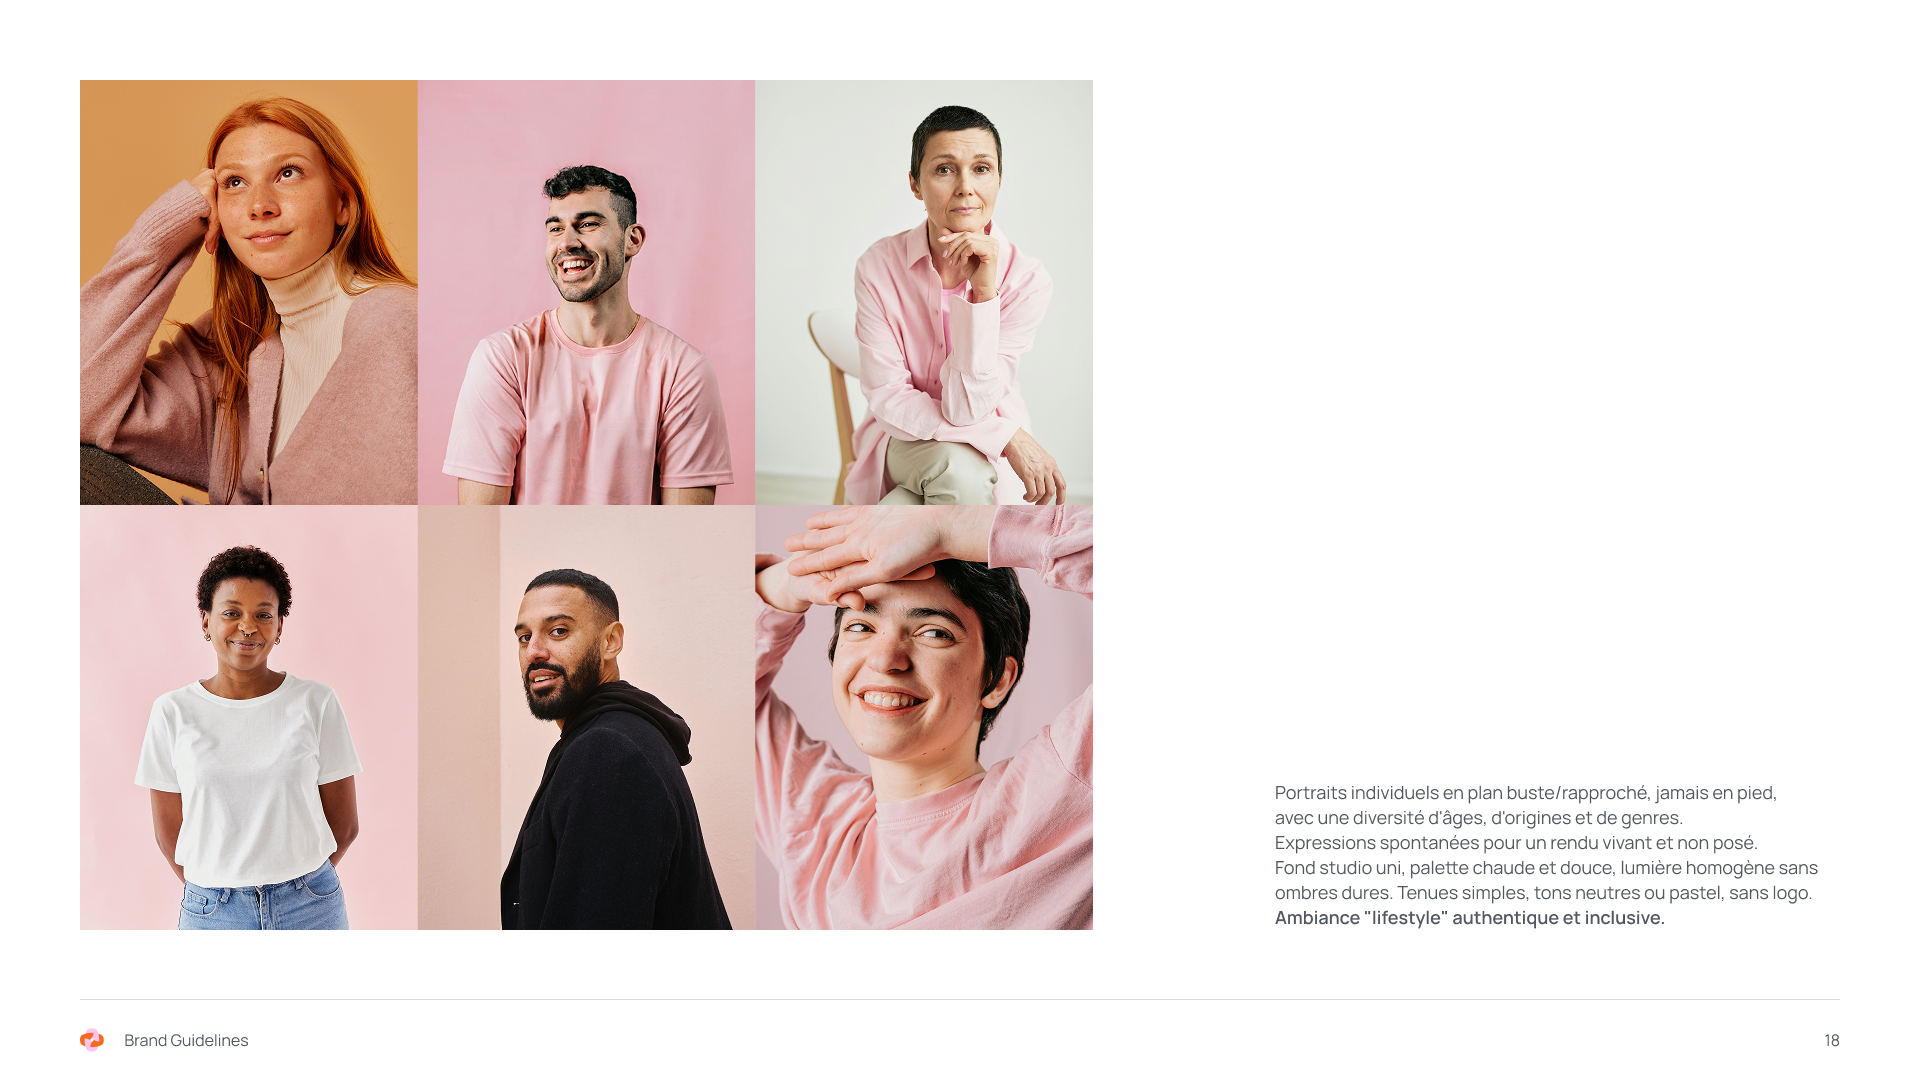 Portraits individuels en plan buste/rapproché, jamais en pied,
avec une diversité d'âges, d'origines et de genres.
Expressions spontanées pour un rendu vivant et non posé.
Fond studio uni, palette chaude et douce, lumière homogène sans
ombres dures. Tenues simples, tons neutres ou pastel, sans logo.
Ambiance "lifestyle" authentique et inclusive.
Brand Guidelines
18